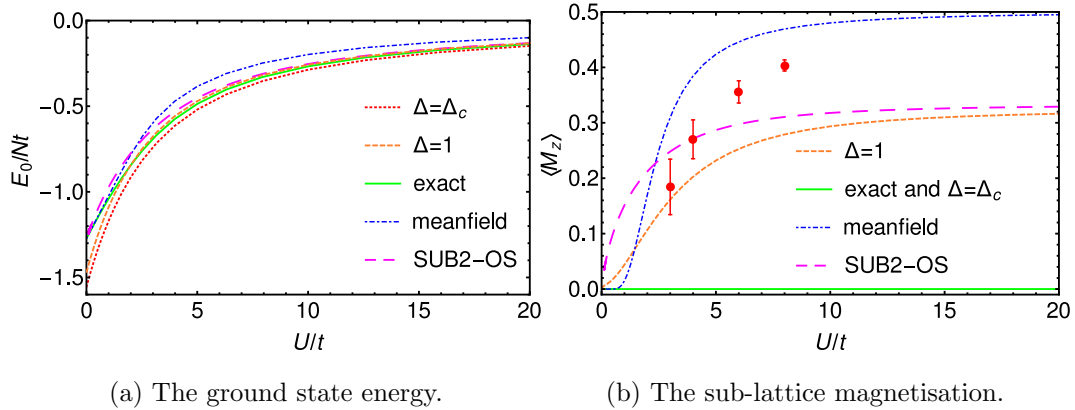 0.0
−0.5
−1.0
−1.5
E₀/Nt
0
5
10
15
20
U/t
Δ=Δc
Δ=1
exact
meanfield
SUB2−OS
(a) The ground state energy.
0.5
0.4
0.3
0.2
0.1
0.0
⟨Mz⟩
0
5
10
15
20
U/t
Δ=1
exact and Δ=Δc
meanfield
SUB2−OS
(b) The sub-lattice magnetisation.